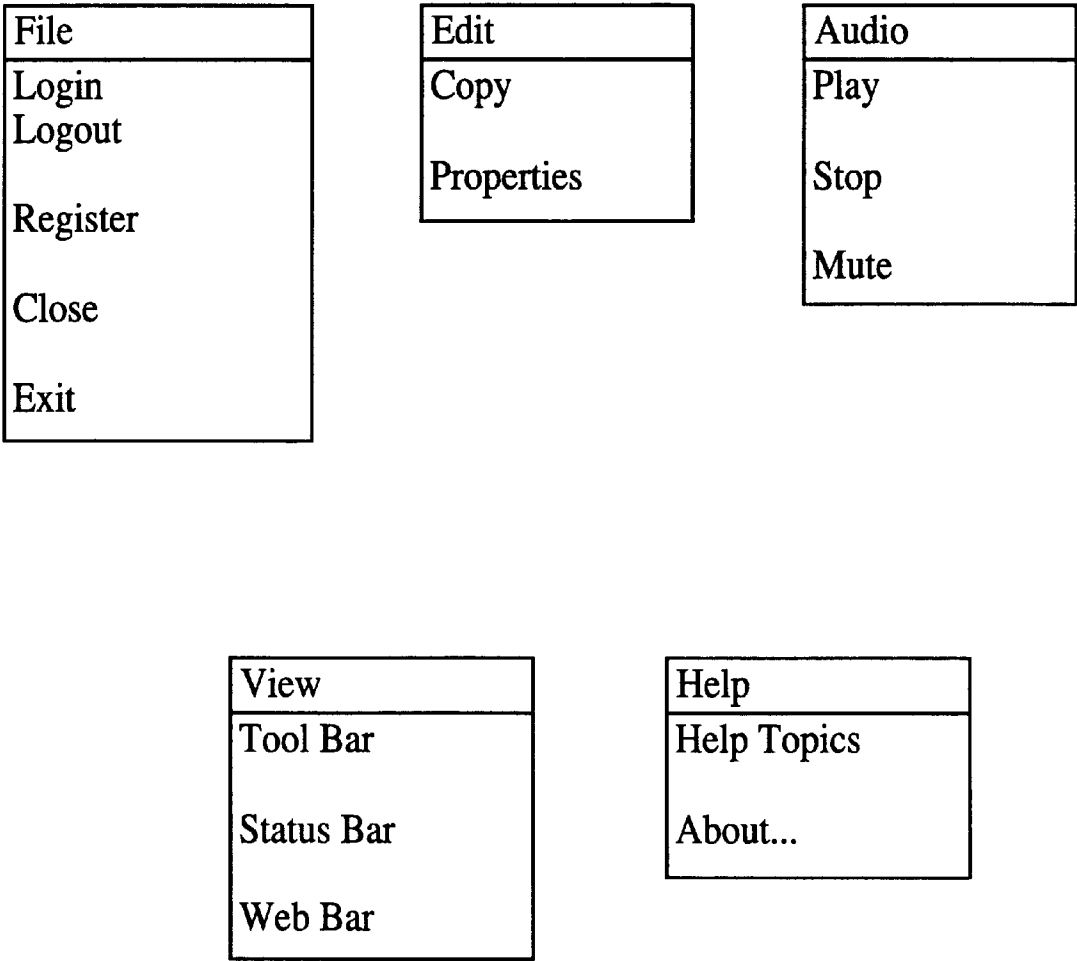 File
Login
Logout
Register
Close
Exit
Edit
Copy
Properties
Audio
Play
Stop
Mute
View
Tool Bar
Status Bar
Web Bar
Help
Help Topics
About...